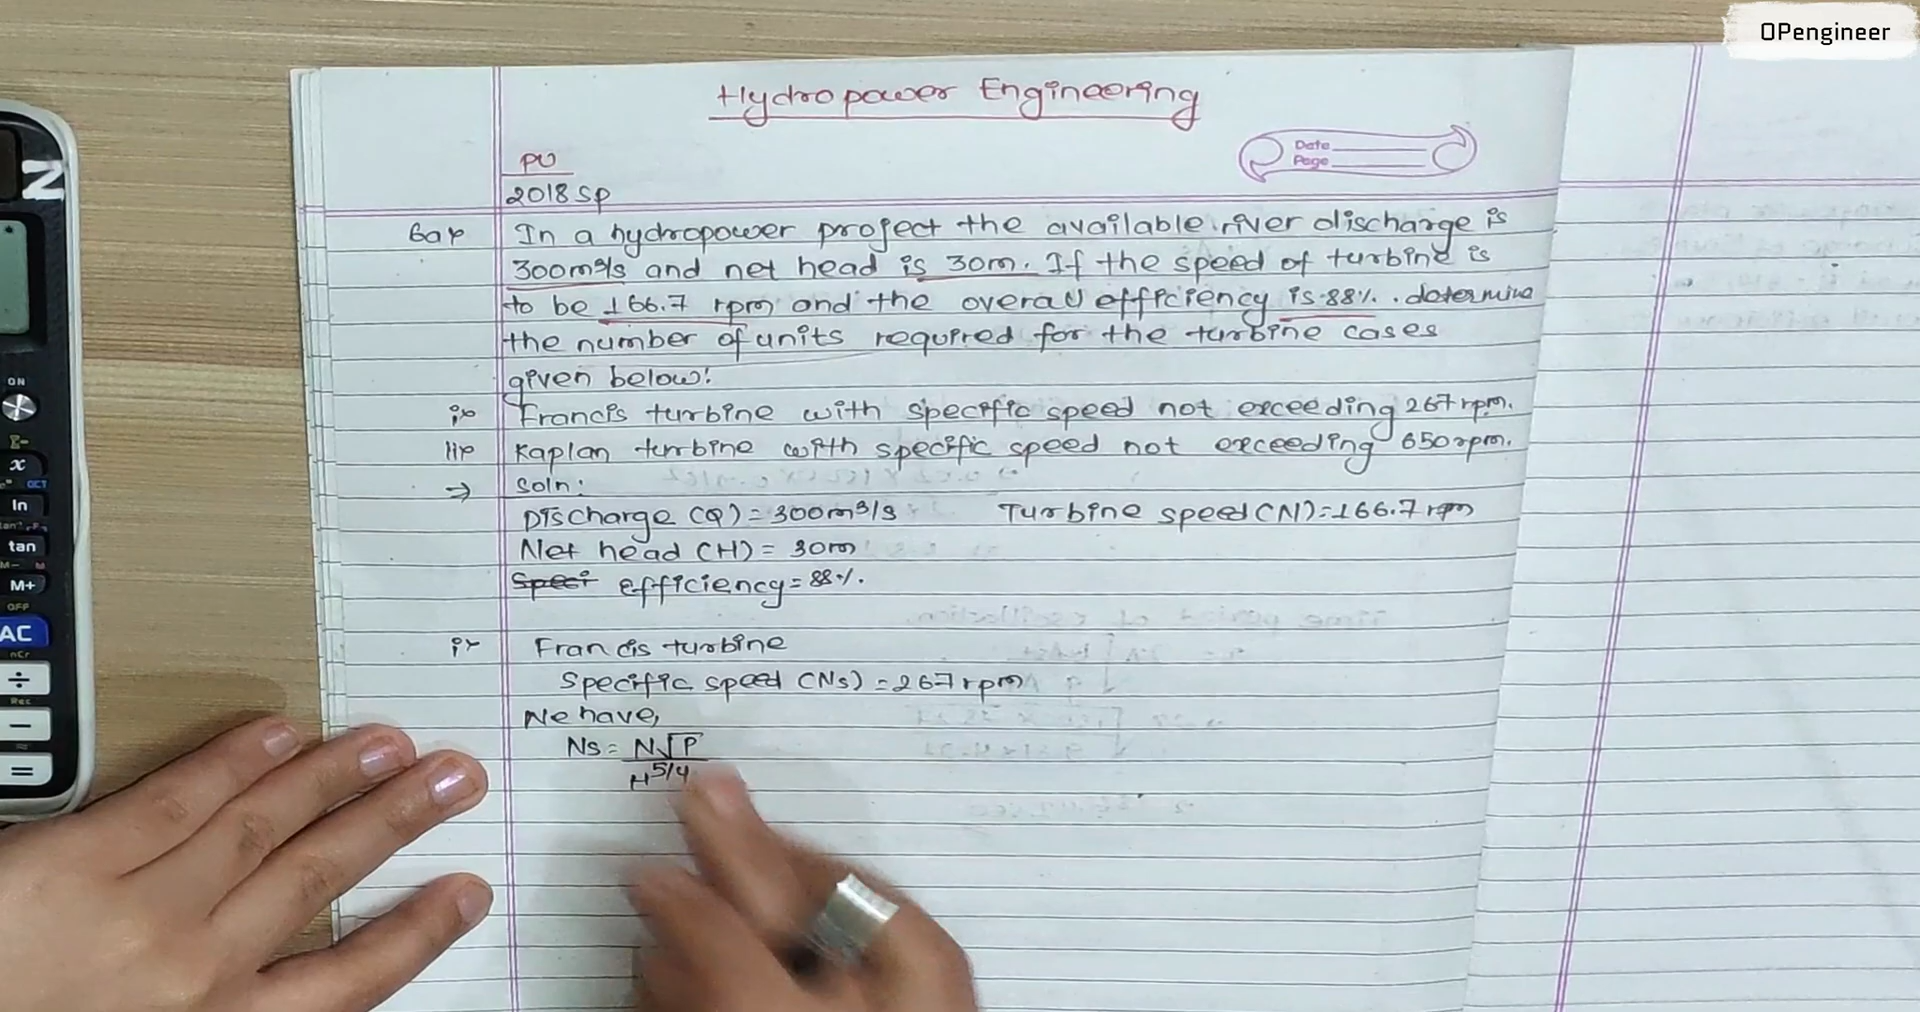 OPengineer
Hydropower Engineering
Date
Page
PU
2018 sp
6a) In a hydropower project the available river discharge is
300m³/s and net head is 30m. If the speed of turbine is
to be 166.7 rpm and the overall efficiency is 88%. determine
the number of units required for the turbine cases
given below:
i) Francis turbine with specific speed not exceeding 267 rpm.
ii) Kaplan turbine with specific speed not exceeding 650 rpm.
→ Soln:
Discharge (Q) = 300m³/s Turbine speed (N) = 166.7 rpm
Net head (H) = 30m
efficiency = 88%.
i) Francis turbine
Specific speed (Ns) = 267 rpm
We have,
Ns = N√P
H^5/4
N
ON
x
ln
tan
M+
OFF
AC
nCr
÷
−
=